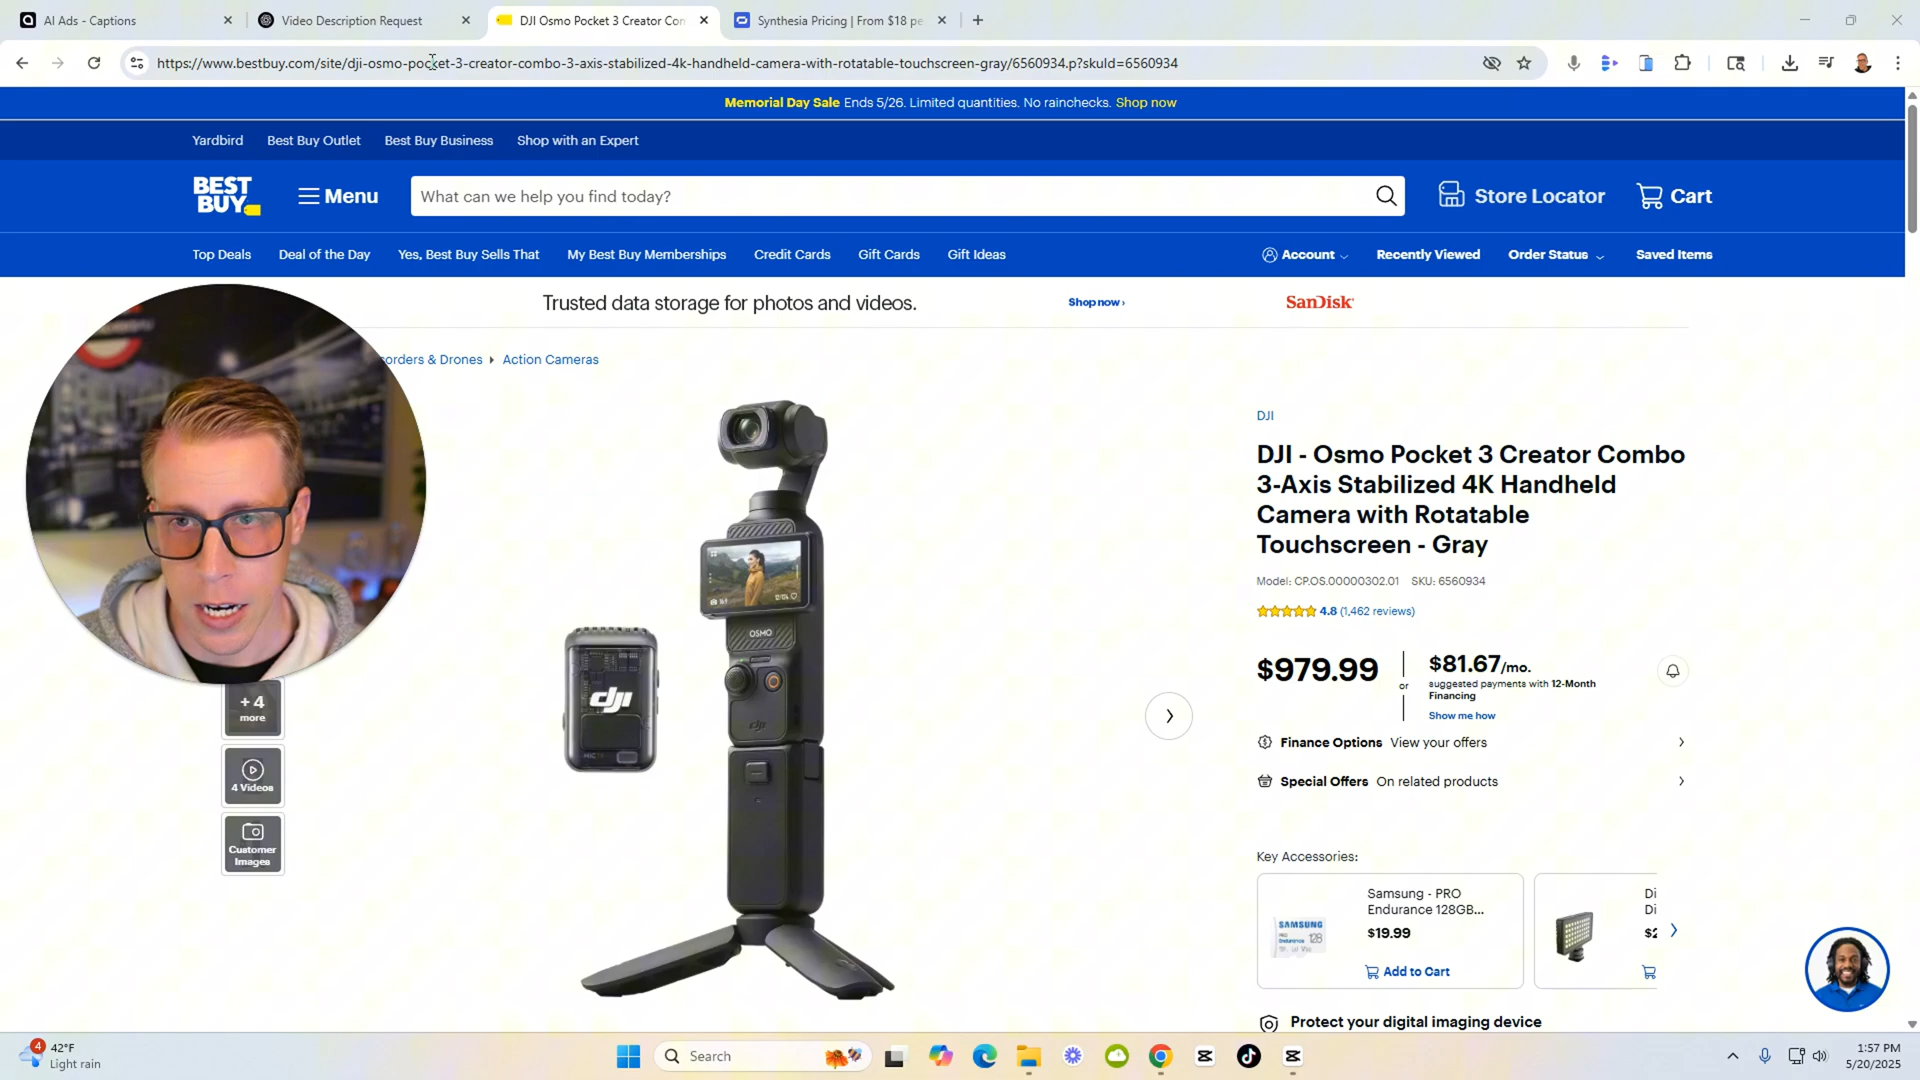 AI Ads - Captions
Video Description Request
DJI Osmo Pocket 3 Creator Con
Synthesia Pricing | From $18 pe
https://www.bestbuy.com/site/dji-osmo-pocket-3-creator-combo-3-axis-stabilized-4k-handheld-camera-with-rotatable-touchscreen-gray/6560934.p?skuId=6560934
Memorial Day Sale Ends 5/26. Limited quantities. No rainchecks. Shop now
Yardbird Best Buy Outlet Best Buy Business Shop with an Expert
BEST
BUY
Menu
What can we help you find today?
Store Locator
Cart
Top Deals Deal of the Day Yes, Best Buy Sells That My Best Buy Memberships Credit Cards Gift Cards Gift Ideas
Account Recently Viewed Order Status Saved Items
Trusted data storage for photos and videos.
Shop now ›
SanDisk
corders & Drones Action Cameras
DJI
DJI - Osmo Pocket 3 Creator Combo
3-Axis Stabilized 4K Handheld
Camera with Rotatable
Touchscreen - Gray
Model: CP.OS.00000302.01 SKU: 6560934
4.8 (1,462 reviews)
$979.99
or
$81.67/mo.
suggested payments with 12-Month
Financing
Show me how
Finance Options View your offers
Special Offers On related products
OSMO
dji
dji
+4
more
4 Videos
Customer
Images
Key Accessories:
SAMSUNG
128
Samsung - PRO
Endurance 128GB...
$19.99
Add to Cart
Di
Di
$2
Protect your digital imaging device
4
42°F
Light rain
Search
1:57 PM
5/20/2025